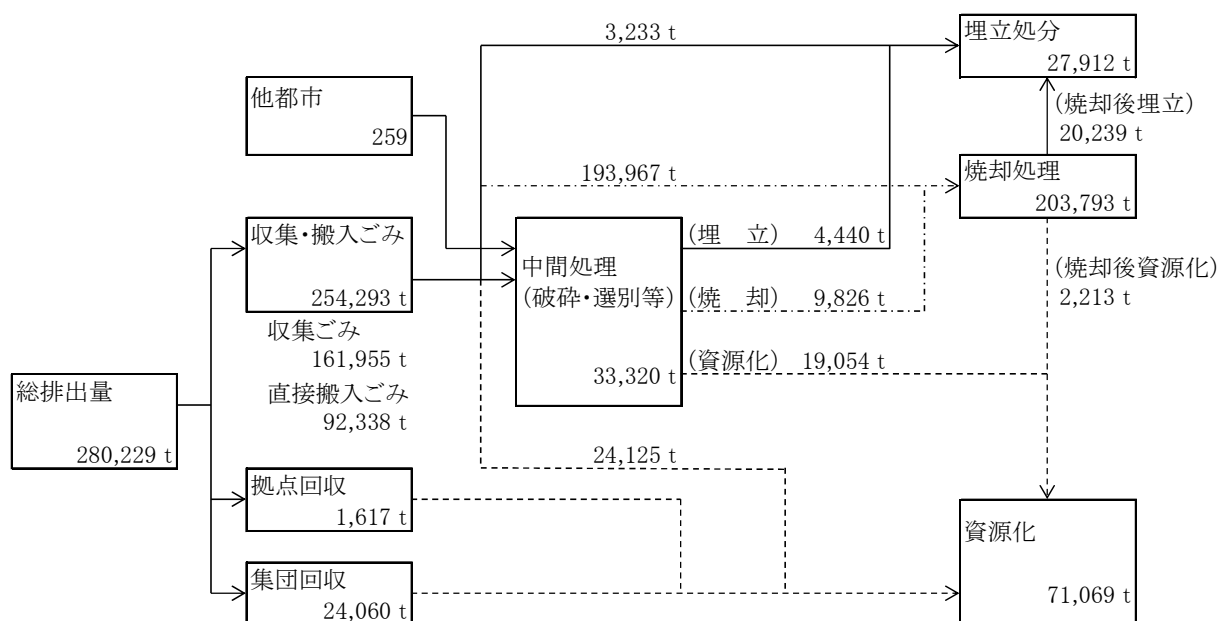 3,233 t
埋立処分
27,912 t
他都市
259
(焼却後埋立)
20,239 t
193,967 t
焼却処理
203,793 t
収集・搬入ごみ
254,293 t
収集ごみ
161,955 t
直接搬入ごみ
92,338 t
中間処理
(破砕・選別等)
33,320 t
(埋　立) 4,440 t
(焼　却) 9,826 t
(資源化) 19,054 t
(焼却後資源化)
2,213 t
総排出量
280,229 t
24,125 t
拠点回収
1,617 t
集団回収
24,060 t
資源化
71,069 t